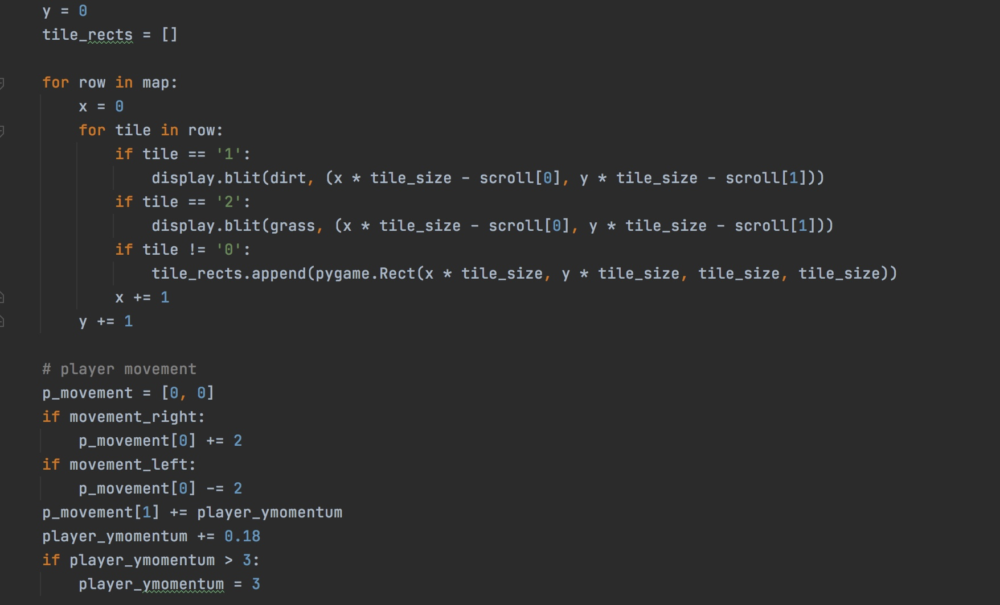 y = 0
tile_rects = []
for row in map:
    x = 0
    for tile in row:
        if tile == '1':
            display.blit(dirt, (x * tile_size - scroll[0], y * tile_size - scroll[1]))
        if tile == '2':
            display.blit(grass, (x * tile_size - scroll[0], y * tile_size - scroll[1]))
        if tile != '0':
            tile_rects.append(pygame.Rect(x * tile_size, y * tile_size, tile_size, tile_size))
        x += 1
    y += 1
# player movement
p_movement = [0, 0]
if movement_right:
    p_movement[0] += 2
if movement_left:
    p_movement[0] -= 2
p_movement[1] += player_ymomentum
player_ymomentum += 0.18
if player_ymomentum > 3:
    player_ymomentum = 3